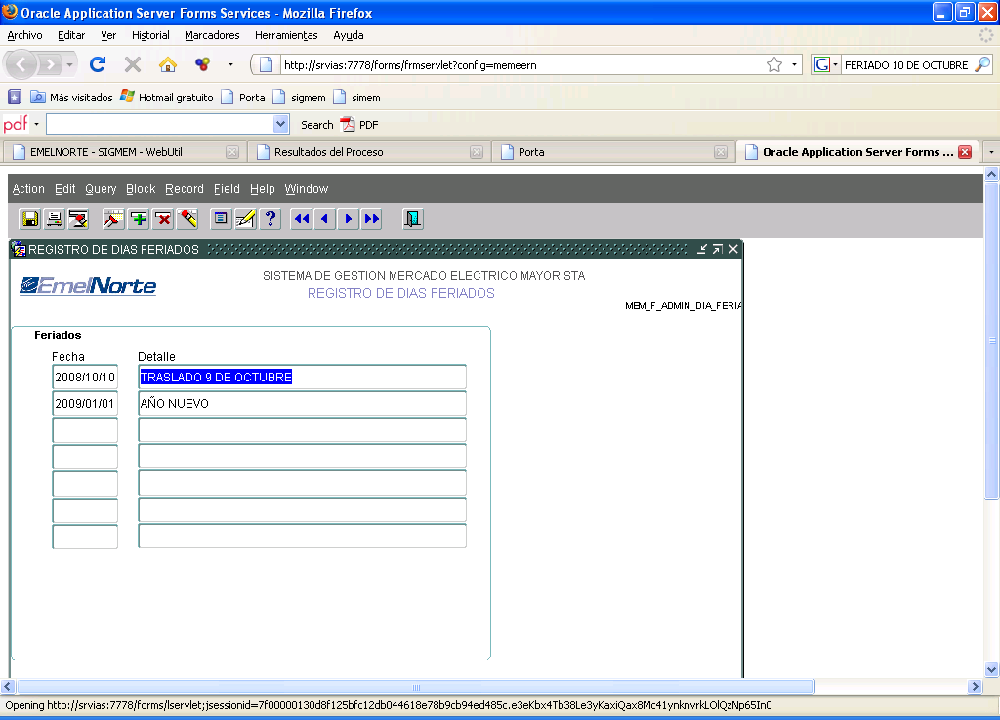 Oracle Application Server Forms Services - Mozilla Firefox
Archivo Editar Ver Historial Marcadores Herramientas Ayuda
http://srvias:7778/forms/frmservlet?config=memeern
G FERIADO 10 DE OCTUBRE
Más visitados Hotmail gratuito Porta sigmem simem
pdf Search PDF
EMELNORTE - SIGMEM - WebUtil Resultados del Proceso Porta Oracle Application Server Forms ...
Action Edit Query Block Record Field Help Window
REGISTRO DE DIAS FERIADOS
EmelNorte
SISTEMA DE GESTION MERCADO ELECTRICO MAYORISTA
REGISTRO DE DIAS FERIADOS
MEM_F_ADMIN_DIA_FERIA
Feriados
Fecha Detalle
2008/10/10 TRASLADO 9 DE OCTUBRE
2009/01/01 AÑO NUEVO
Opening http://srvias:7778/forms/lservlet;jsessionid=7f00000130d8f125bfc12db044618e78b9cb94ed485c.e3eKbx4Tb38Le3yKaxiQax8Mc41ynknvrkLOlQzNp65In0